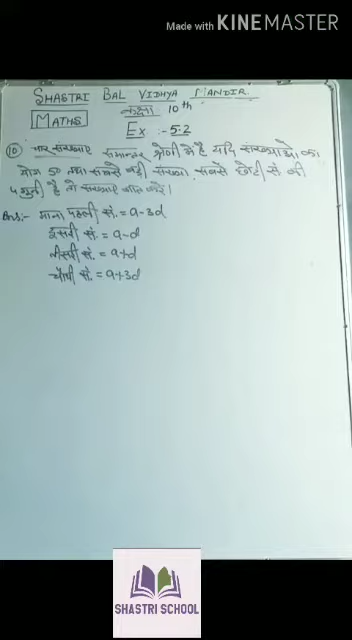 Made with KINEMASTER
SHASTRI BAL VIDHYA MANDIR
कक्षा 10th
MATHS
Ex :- 5.2
10 चार संख्याएं समान्तर श्रेणी में है यदि संख्याओं का
योग 50 तथा सबसे बड़ी संख्या सबसे छोटी से की
4 गुनी है तो संख्याएं ज्ञात करें।
Ans:- माना पहली सं. = a-3d
दूसरी सं. = a-d
तीसरी सं. = a+d
चौथी सं. = a+3d
SHASTRI SCHOOL